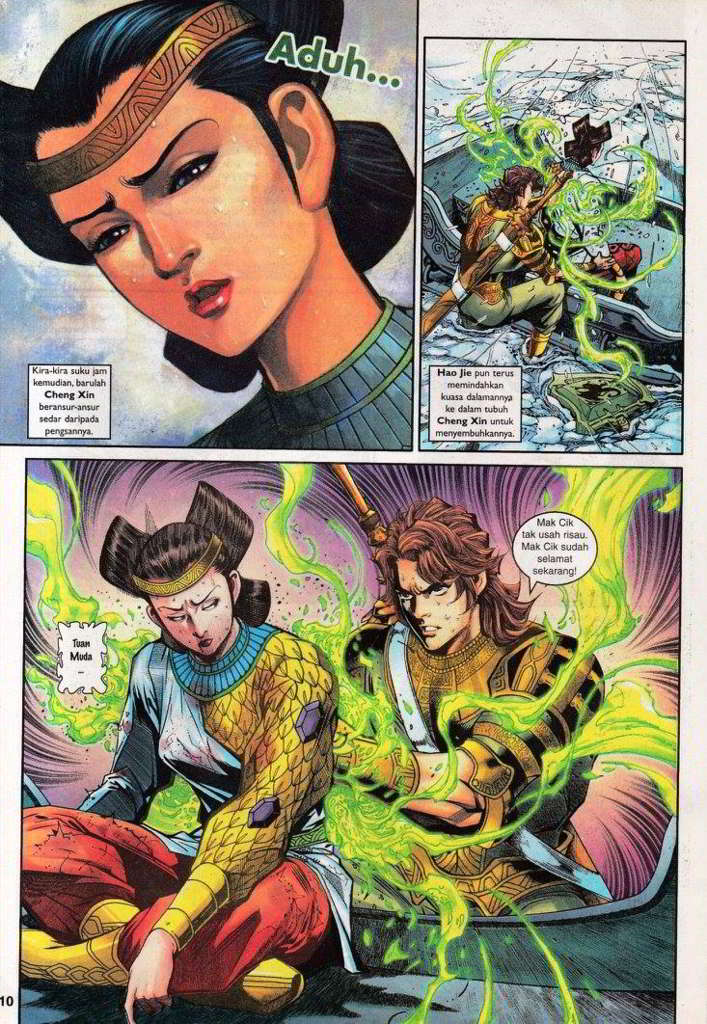 Aduh...
Kira-kira suku jam
kemudian, barulah
Cheng Xin
beransur-ansur
sedar daripada
pengsannya.
Hao Jie pun terus
memindahkan
kuasa dalamannya
ke dalam tubuh
Cheng Xin untuk
menyembuhkannya.
Mak Cik
tak usah risau.
Mak Cik sudah
selamat
sekarang!
Tuan
Muda
...
10